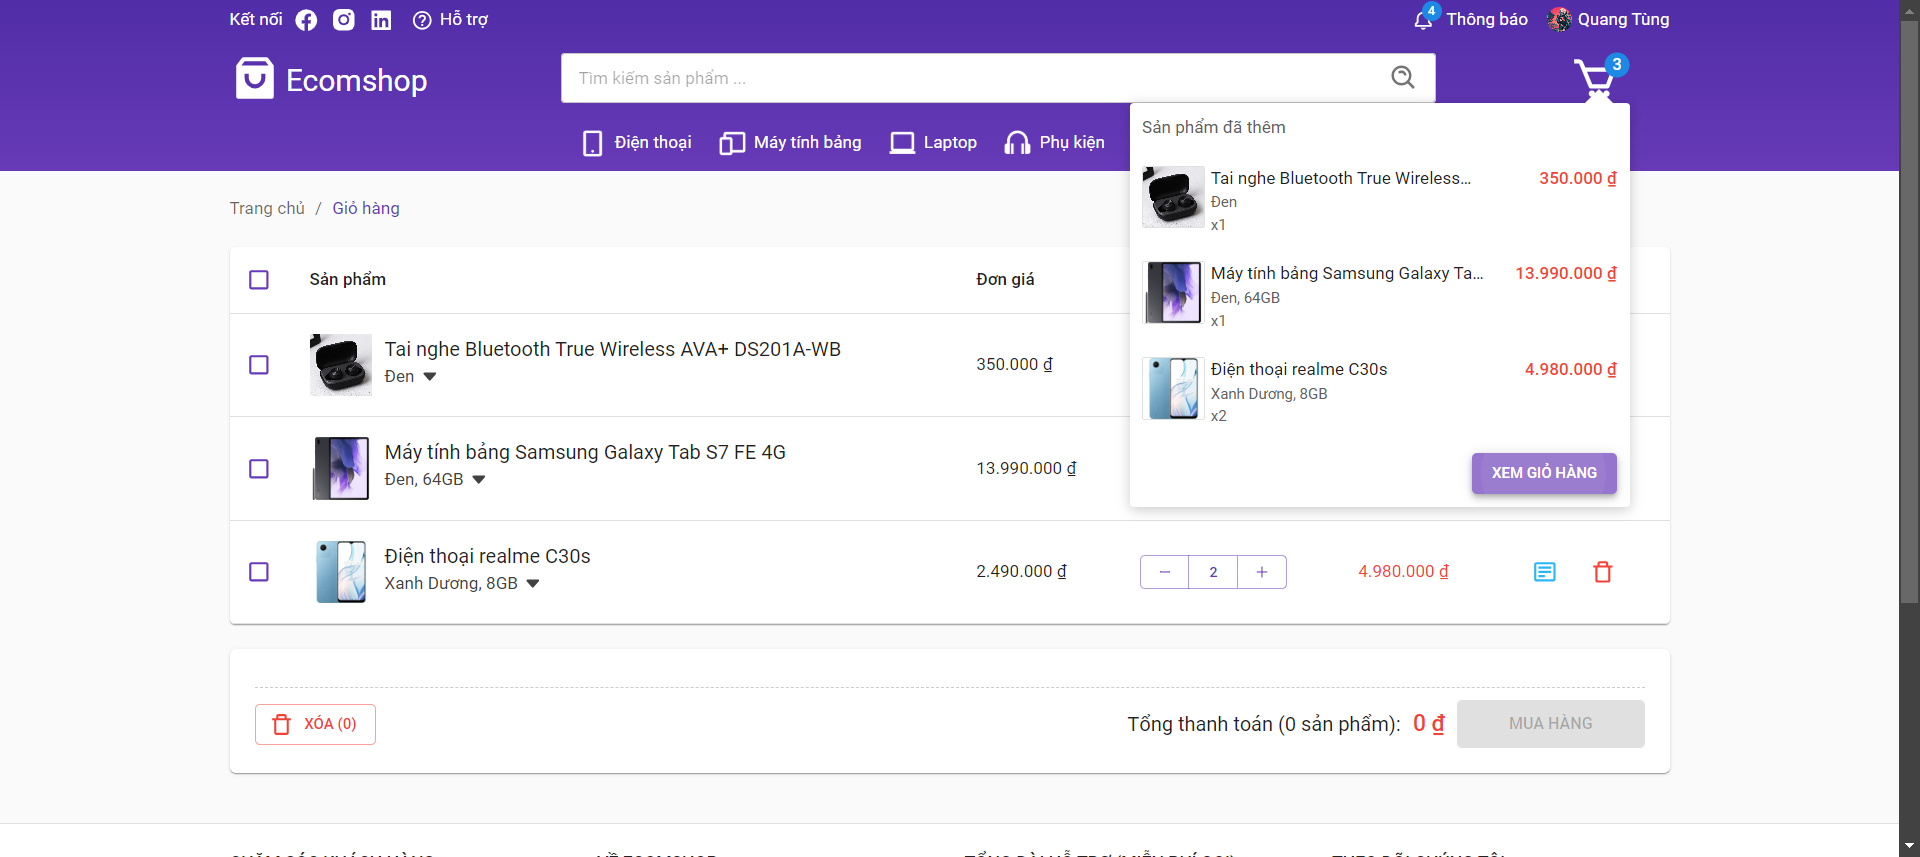 Kết nối
Hỗ trợ
4
Thông báo
Quang Tùng
Ecomshop
Tìm kiếm sản phẩm ...
3
Điện thoại
Máy tính bảng
Laptop
Phụ kiện
Sản phẩm đã thêm
Tai nghe Bluetooth True Wireless...
350.000 ₫
Đen
x1
Máy tính bảng Samsung Galaxy Ta...
13.990.000 ₫
Đen, 64GB
x1
Điện thoại realme C30s
4.980.000 ₫
Xanh Dương, 8GB
x2
XEM GIỎ HÀNG
Trang chủ / Giỏ hàng
Sản phẩm
Đơn giá
Tai nghe Bluetooth True Wireless AVA+ DS201A-WB
Đen
350.000 ₫
Máy tính bảng Samsung Galaxy Tab S7 FE 4G
Đen, 64GB
13.990.000 ₫
Điện thoại realme C30s
Xanh Dương, 8GB
2.490.000 ₫
− 2 +
4.980.000 ₫
XÓA (0)
Tổng thanh toán (0 sản phẩm): 0 ₫
MUA HÀNG